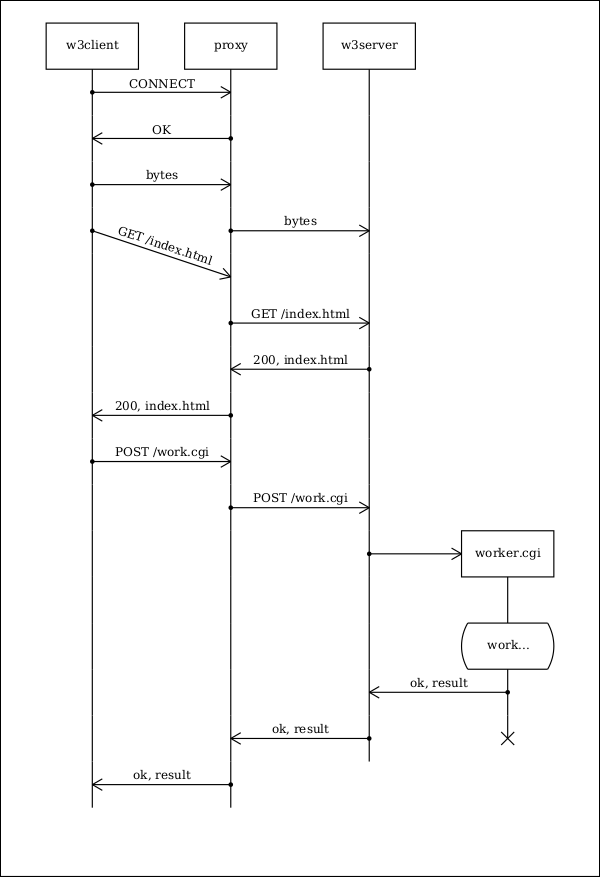 w3client
proxy
w3server
CONNECT
OK
bytes
bytes
GET /index.html
GET /index.html
200, index.html
200, index.html
POST /work.cgi
POST /work.cgi
worker.cgi
work...
ok, result
ok, result
ok, result